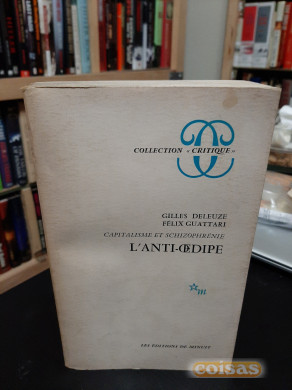 COLLECTION « CRITIQUE »
GILLES DELEUZE
FÉLIX GUATTARI
CAPITALISME ET SCHIZOPHRÉNIE
L'ANTI-ŒDIPE
m
LES ÉDITIONS DE MINUIT
coisas